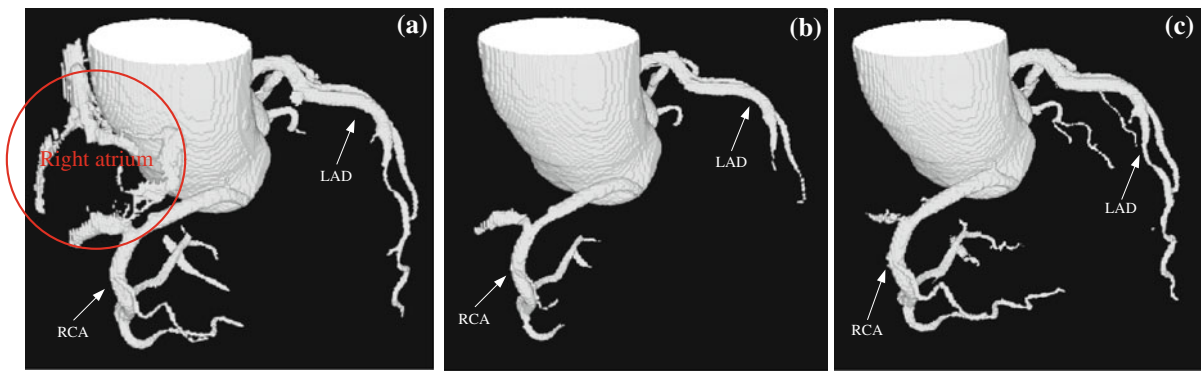 (a)
Right atrium
LAD
RCA
(b)
LAD
RCA
(c)
LAD
RCA